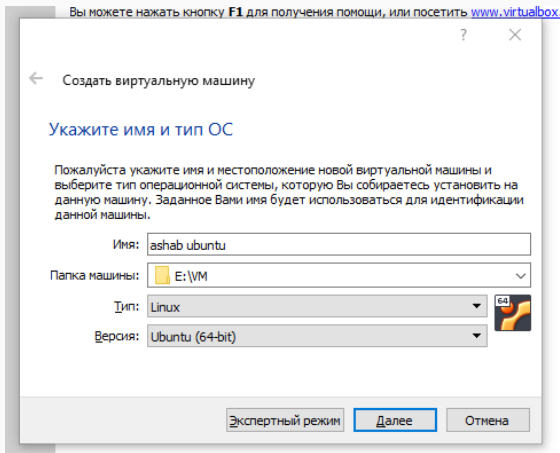 Вы можете нажать кнопку F1 для получения помощи, или посетить www.virtualbox.
?
Создать виртуальную машину
Укажите имя и тип ОС
Пожалуйста укажите имя и местоположение новой виртуальной машины и
выберите тип операционной системы, которую Вы собираетесь установить на
данную машину. Заданное Вами имя будет использоваться для идентификации
данной машины.
Имя: ashab ubuntu
Папка машины: E:\VM
Тип: Linux
64
Версия: Ubuntu (64-bit)
Экспертный режим Далее Отмена